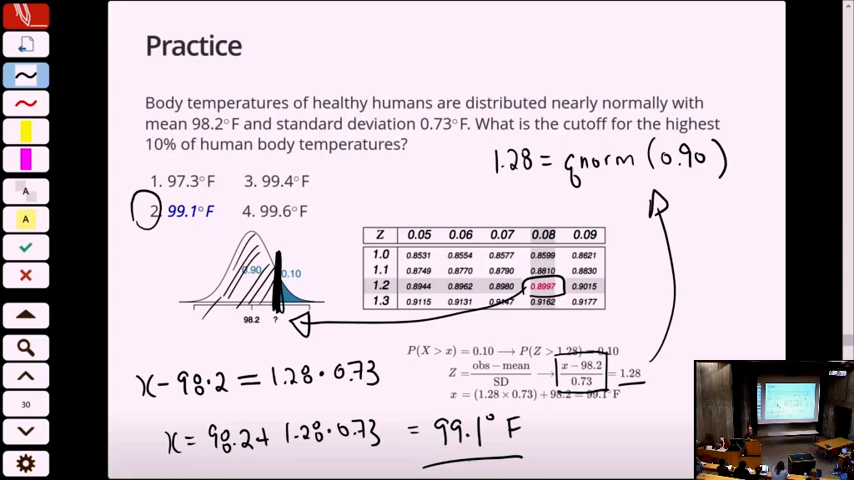 Practice
Body temperatures of healthy humans are distributed nearly normally with
mean 98.2°F and standard deviation 0.73°F. What is the cutoff for the highest
10% of human body temperatures?
1.28 = qnorm (0.90)
1. 97.3°F 3. 99.4°F
2. 99.1°F 4. 99.6°F
0.90 0.10
98.2 ?
Z 0.05 0.06 0.07 0.08 0.09
1.0 0.8531 0.8554 0.8577 0.8599 0.8621
1.1 0.8749 0.8770 0.8790 0.8810 0.8830
1.2 0.8944 0.8962 0.8980 0.8997 0.9015
1.3 0.9115 0.9131 0.9147 0.9162 0.9177
P(X > x) = 0.10 → P(Z > 1.28) = 0.10
Z = obs − mean / SD → x − 98.2 / 0.73 = 1.28
x = (1.28 × 0.73) + 98.2 = 99.1°F
x - 98.2 = 1.28 · 0.73
x = 98.2 + 1.28 · 0.73 = 99.1° F
A
A
30